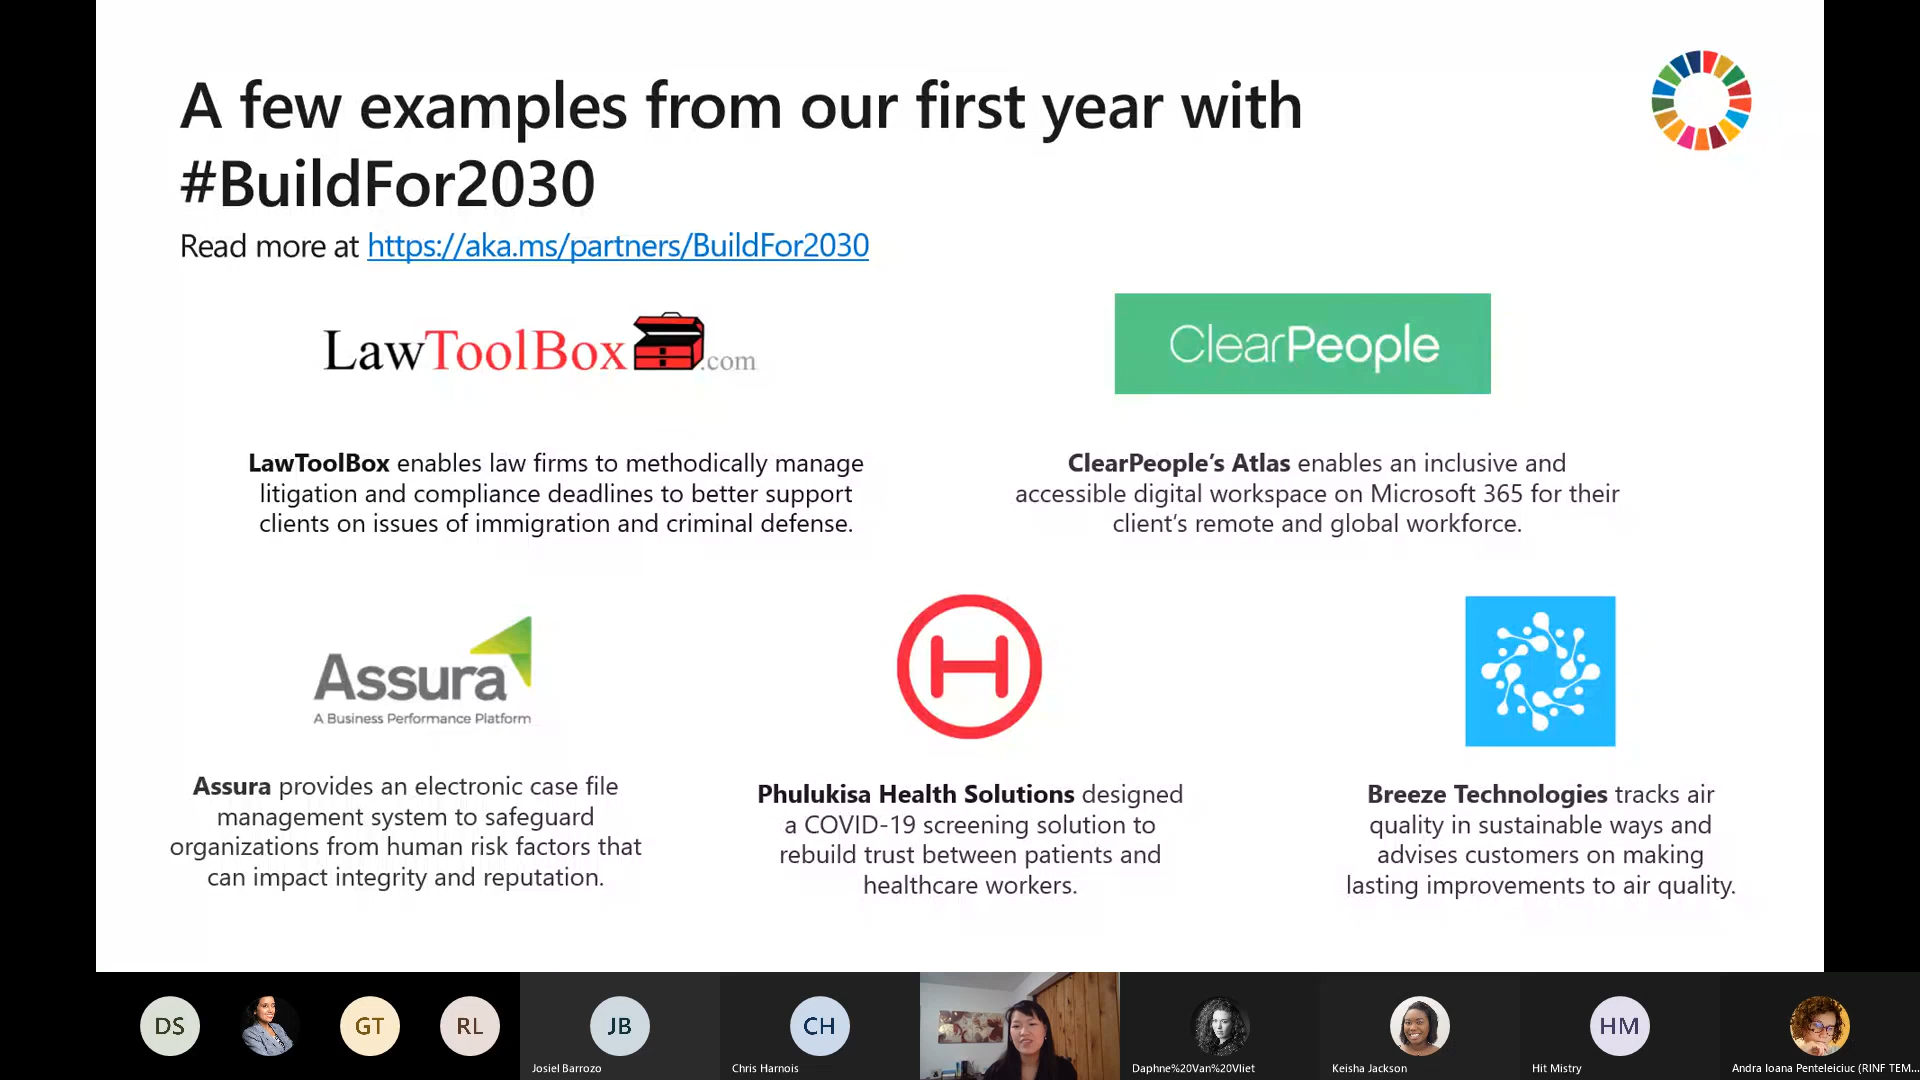 A few examples from our first year with
#BuildFor2030
Read more at https://aka.ms/partners/BuildFor2030
LawToolBox.com
ClearPeople
LawToolBox enables law firms to methodically manage
litigation and compliance deadlines to better support
clients on issues of immigration and criminal defense.
ClearPeople’s Atlas enables an inclusive and
accessible digital workspace on Microsoft 365 for their
client’s remote and global workforce.
Assura
A Business Performance Platform
H
Assura provides an electronic case file
management system to safeguard
organizations from human risk factors that
can impact integrity and reputation.
Phulukisa Health Solutions designed
a COVID-19 screening solution to
rebuild trust between patients and
healthcare workers.
Breeze Technologies tracks air
quality in sustainable ways and
advises customers on making
lasting improvements to air quality.
DS
GT
RL
JB
Josiel Barrozo
CH
Chris Harnois
Daphne%20Van%20Vliet
Keisha Jackson
HM
Hit Mistry
Andra Ioana Penteleiciuc (RINF TEM...